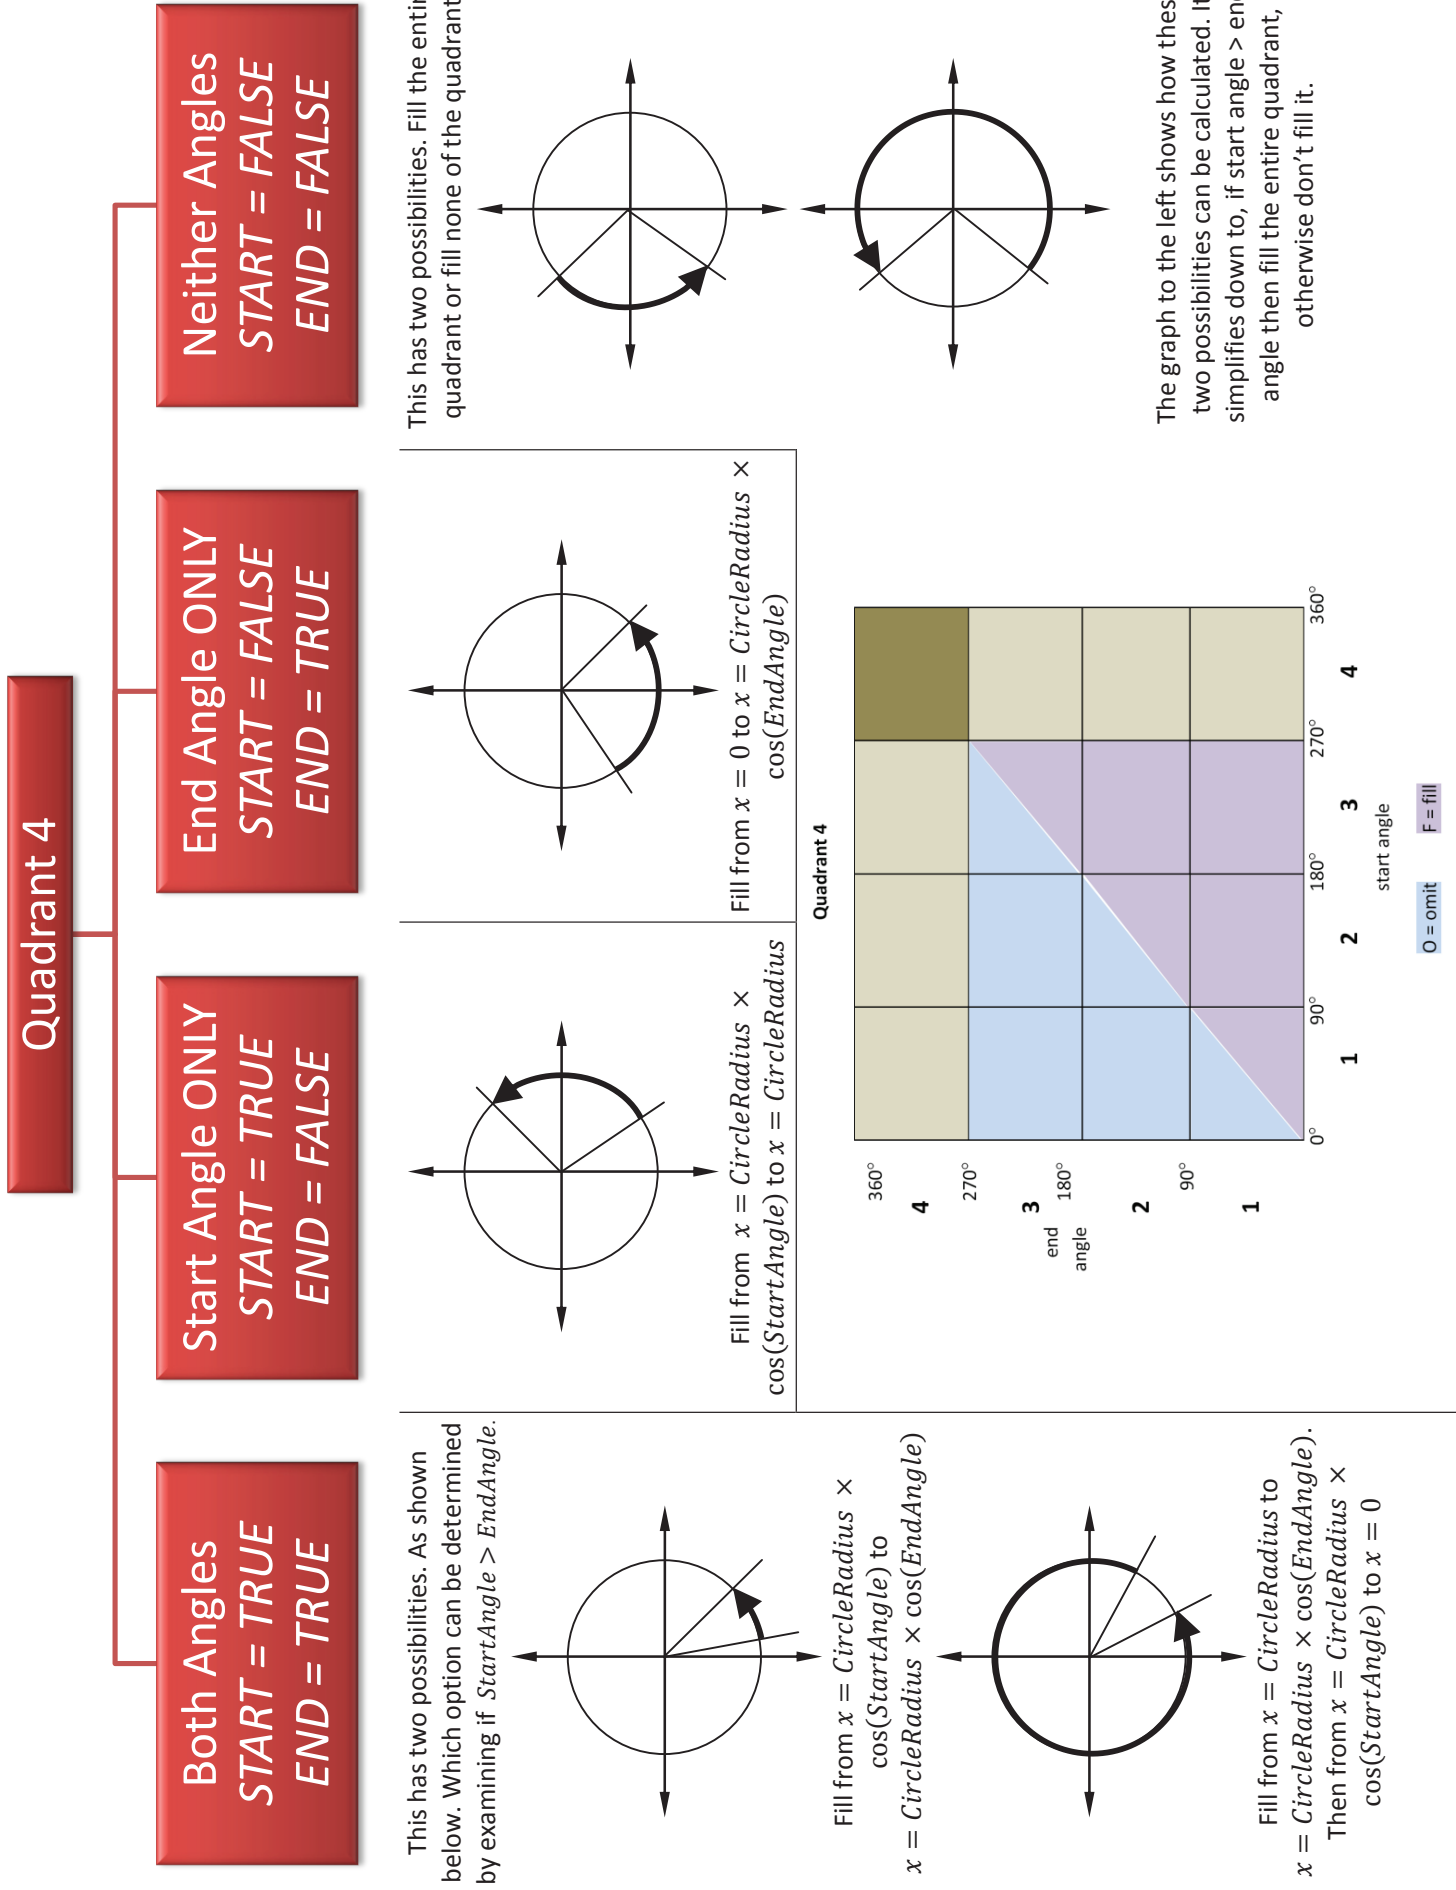 Quadrant 4
Both Angles
START = TRUE
END = TRUE
Start Angle ONLY
START = TRUE
END = FALSE
End Angle ONLY
START = FALSE
END = TRUE
Neither Angles
START = FALSE
END = FALSE
This has two possibilities. As shown
below. Which option can be determined
by examining if StartAngle > EndAngle.
Fill from x = CircleRadius ×
cos(StartAngle) to
x = CircleRadius × cos(EndAngle)
Fill from x = CircleRadius to
x = CircleRadius × cos(EndAngle).
Then from x = CircleRadius ×
cos(StartAngle) to x = 0
Fill from x = CircleRadius ×
cos(StartAngle) to x = CircleRadius
Fill from x = 0 to x = CircleRadius ×
cos(EndAngle)
This has two possibilities. Fill the
quadrant or fill none of the
The graph to the left shows how
two possibilities can be calculated.
simplifies down to, if start angle >
angle then fill the entire quadrant,
otherwise don't fill it.
Quadrant 4
360°
4
270°
3
180°
end
angle
2
90°
1
0° 90° 180° 270° 360°
1 2 3 4
start angle
O = omit F = fill